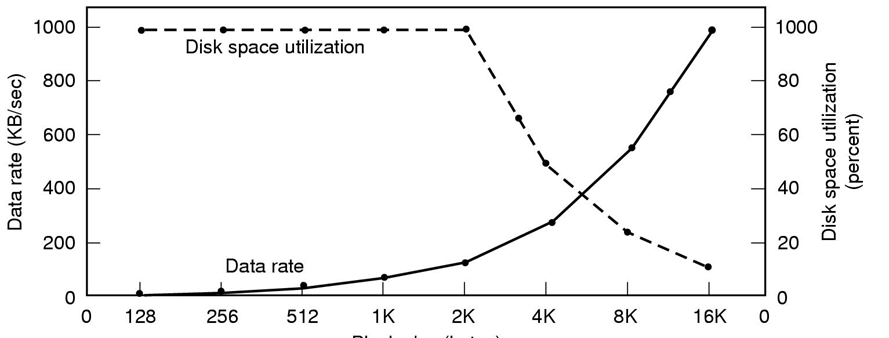 1000
800
600
400
200
0
Data rate (KB/sec)
Disk space utilization
Data rate
1000
80
60
40
20
0
Disk space utilization
(percent)
0 128 256 512 1K 2K 4K 8K 16K 0